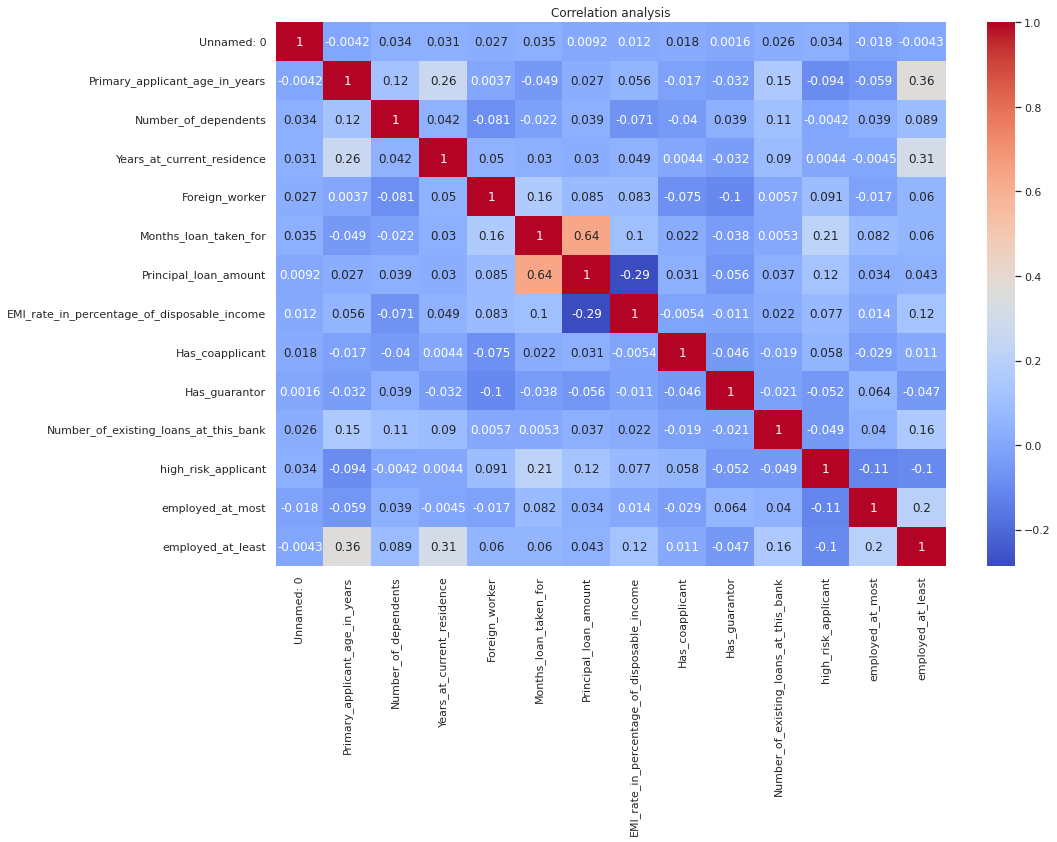 Correlation analysis
Unnamed: 0 1 -0.0042 0.034 0.031 0.027 0.035 0.0092 0.012 0.018 0.0016 0.026 0.034 -0.018 -0.0043
Primary_applicant_age_in_years -0.0042 1 0.12 0.26 0.0037 -0.049 0.027 0.056 -0.017 -0.032 0.15 -0.094 -0.059 0.36
Number_of_dependents 0.034 0.12 1 0.042 -0.081 -0.022 0.039 -0.071 -0.04 0.039 0.11 -0.0042 0.039 0.089
Years_at_current_residence 0.031 0.26 0.042 1 0.05 0.03 0.03 0.049 0.0044 -0.032 0.09 0.0044 -0.0045 0.31
Foreign_worker 0.027 0.0037 -0.081 0.05 1 0.16 0.085 0.083 -0.075 -0.1 0.0057 0.091 -0.017 0.06
Months_loan_taken_for 0.035 -0.049 -0.022 0.03 0.16 1 0.64 0.1 0.022 -0.038 0.0053 0.21 0.082 0.06
Principal_loan_amount 0.0092 0.027 0.039 0.03 0.085 0.64 1 -0.29 0.031 -0.056 0.037 0.12 0.034 0.043
EMI_rate_in_percentage_of_disposable_income 0.012 0.056 -0.071 0.049 0.083 0.1 -0.29 1 -0.0054 -0.011 0.022 0.077 0.014 0.12
Has_coapplicant 0.018 -0.017 -0.04 0.0044 -0.075 0.022 0.031 -0.0054 1 -0.046 -0.019 0.058 -0.029 0.011
Has_guarantor 0.0016 -0.032 0.039 -0.032 -0.1 -0.038 -0.056 -0.011 -0.046 1 -0.021 -0.052 0.064 -0.047
Number_of_existing_loans_at_this_bank 0.026 0.15 0.11 0.09 0.0057 0.0053 0.037 0.022 -0.019 -0.021 1 -0.049 0.04 0.16
high_risk_applicant 0.034 -0.094 -0.0042 0.0044 0.091 0.21 0.12 0.077 0.058 -0.052 -0.049 1 -0.11 -0.1
employed_at_most -0.018 -0.059 0.039 -0.0045 -0.017 0.082 0.034 0.014 -0.029 0.064 0.04 -0.11 1 0.2
employed_at_least -0.0043 0.36 0.089 0.31 0.06 0.06 0.043 0.12 0.011 -0.047 0.16 -0.1 0.2 1
Unnamed: 0
Primary_applicant_age_in_years
Number_of_dependents
Years_at_current_residence
Foreign_worker
Months_loan_taken_for
Principal_loan_amount
EMI_rate_in_percentage_of_disposable_income
Has_coapplicant
Has_guarantor
Number_of_existing_loans_at_this_bank
high_risk_applicant
employed_at_most
employed_at_least
1.0
0.8
0.6
0.4
0.2
0.0
−0.2